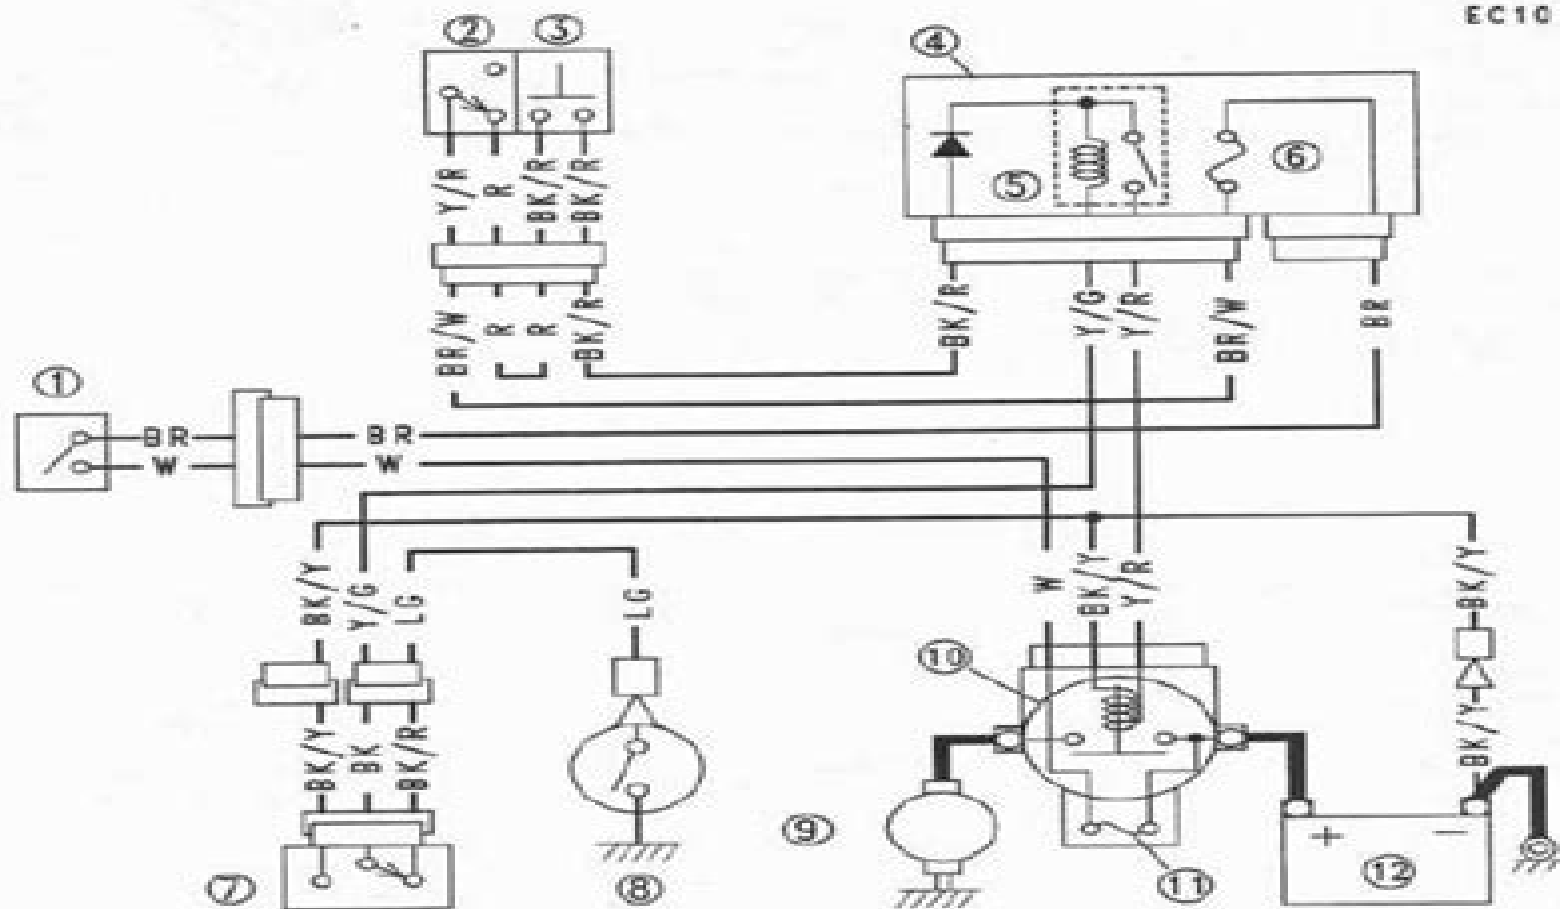 EC10
② ③
④
Y/R R BK/R BK/R
⑤ ⑥
BR/W R R BK/R
BK/R Y/G Y/R BR/W BR
①
BR BR
W W
BK/Y Y/G LG
LG
W BK/Y Y/R
BK/Y
⑩
BK/Y BK BK/R
BK/Y
⑨
+ −
⑦ ⑧ ⑪ ⑫